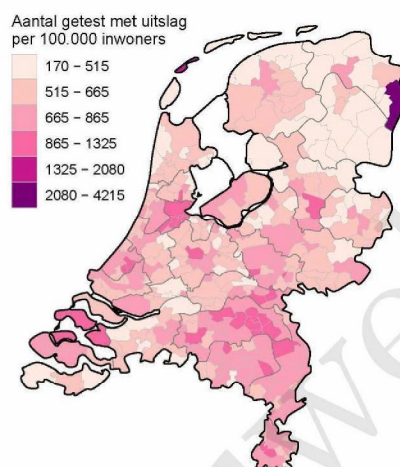 Aantal getest met uitslag
per 100.000 inwoners
170 – 515
515 – 665
665 – 865
865 – 1325
1325 – 2080
2080 – 4215